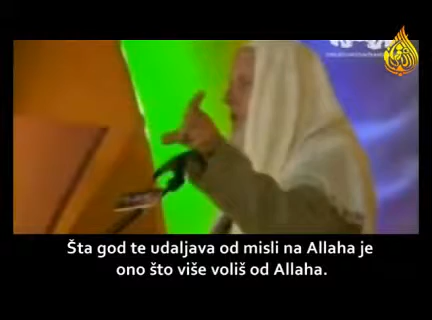 Šta god te udaljava od misli na Allaha je
ono što više voliš od Allaha.